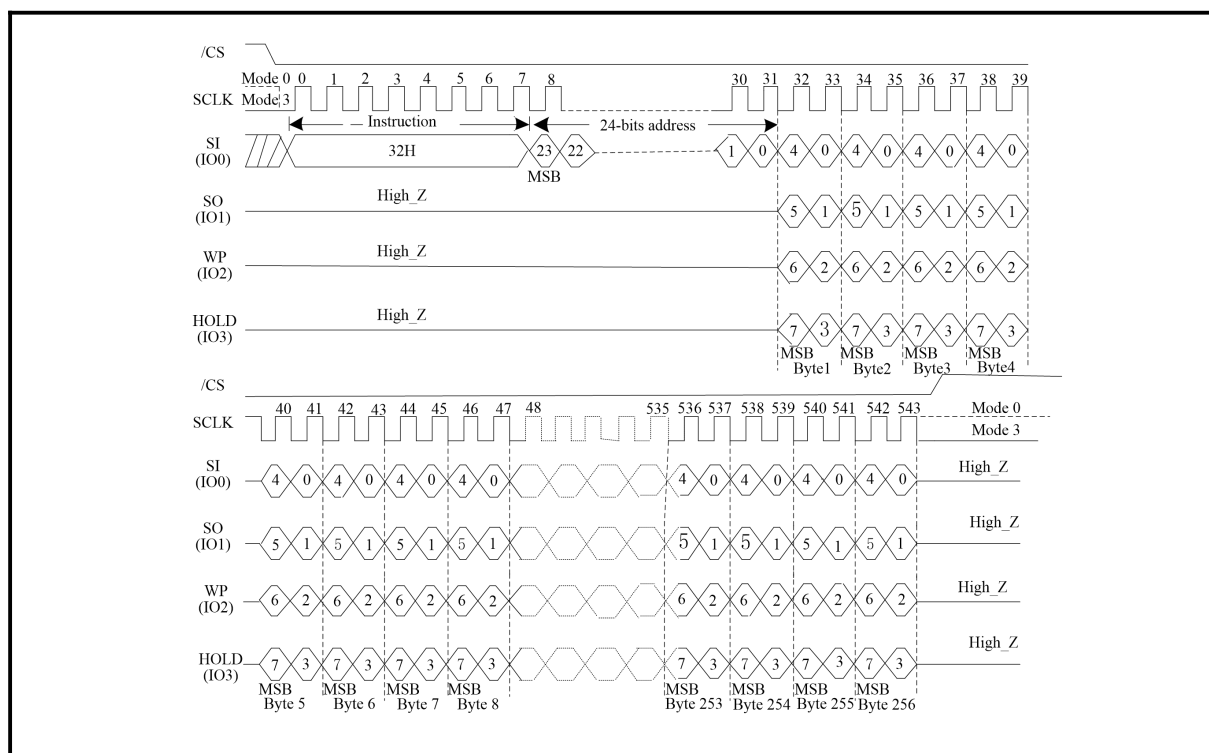 /CS
Mode 0 0 1 2 3 4 5 6 7 8 30 31 32 33 34 35 36 37 38 39
SCLK Mode 3
Instruction 24-bits address
SI 32H 23 22 1 0 4 0 4 0 4 0 4 0
(IO0)
MSB
SO High_Z 5 1 5 1 5 1 5 1
(IO1)
WP High_Z 6 2 6 2 6 2 6 2
(IO2)
HOLD High_Z 7 3 7 3 7 3 7 3
(IO3)
MSB MSB MSB MSB
Byte1 Byte2 Byte3 Byte4
/CS
40 41 42 43 44 45 46 47 48 535 536 537 538 539 540 541 542 543 Mode 0
SCLK
Mode 3
SI 4 0 4 0 4 0 4 0 4 0 4 0 4 0 4 0 High_Z
(IO0)
SO 5 1 5 1 5 1 5 1 5 1 5 1 5 1 5 1 High_Z
(IO1)
WP 6 2 6 2 6 2 6 2 6 2 6 2 6 2 6 2 High_Z
(IO2)
HOLD 7 3 7 3 7 3 7 3 7 3 7 3 7 3 7 3 High_Z
(IO3)
MSB MSB MSB MSB MSB MSB MSB MSB
Byte 5 Byte 6 Byte 7 Byte 8 Byte 253 Byte 254 Byte 255 Byte 256